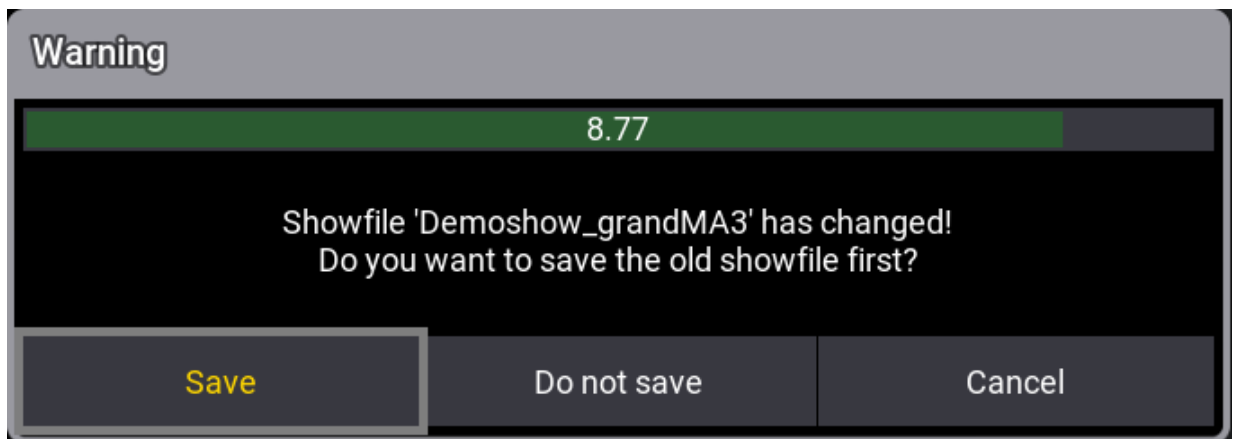 Warning
8.77
Showfile 'Demoshow_grandMA3' has changed!
Do you want to save the old showfile first?
Save
Do not save
Cancel